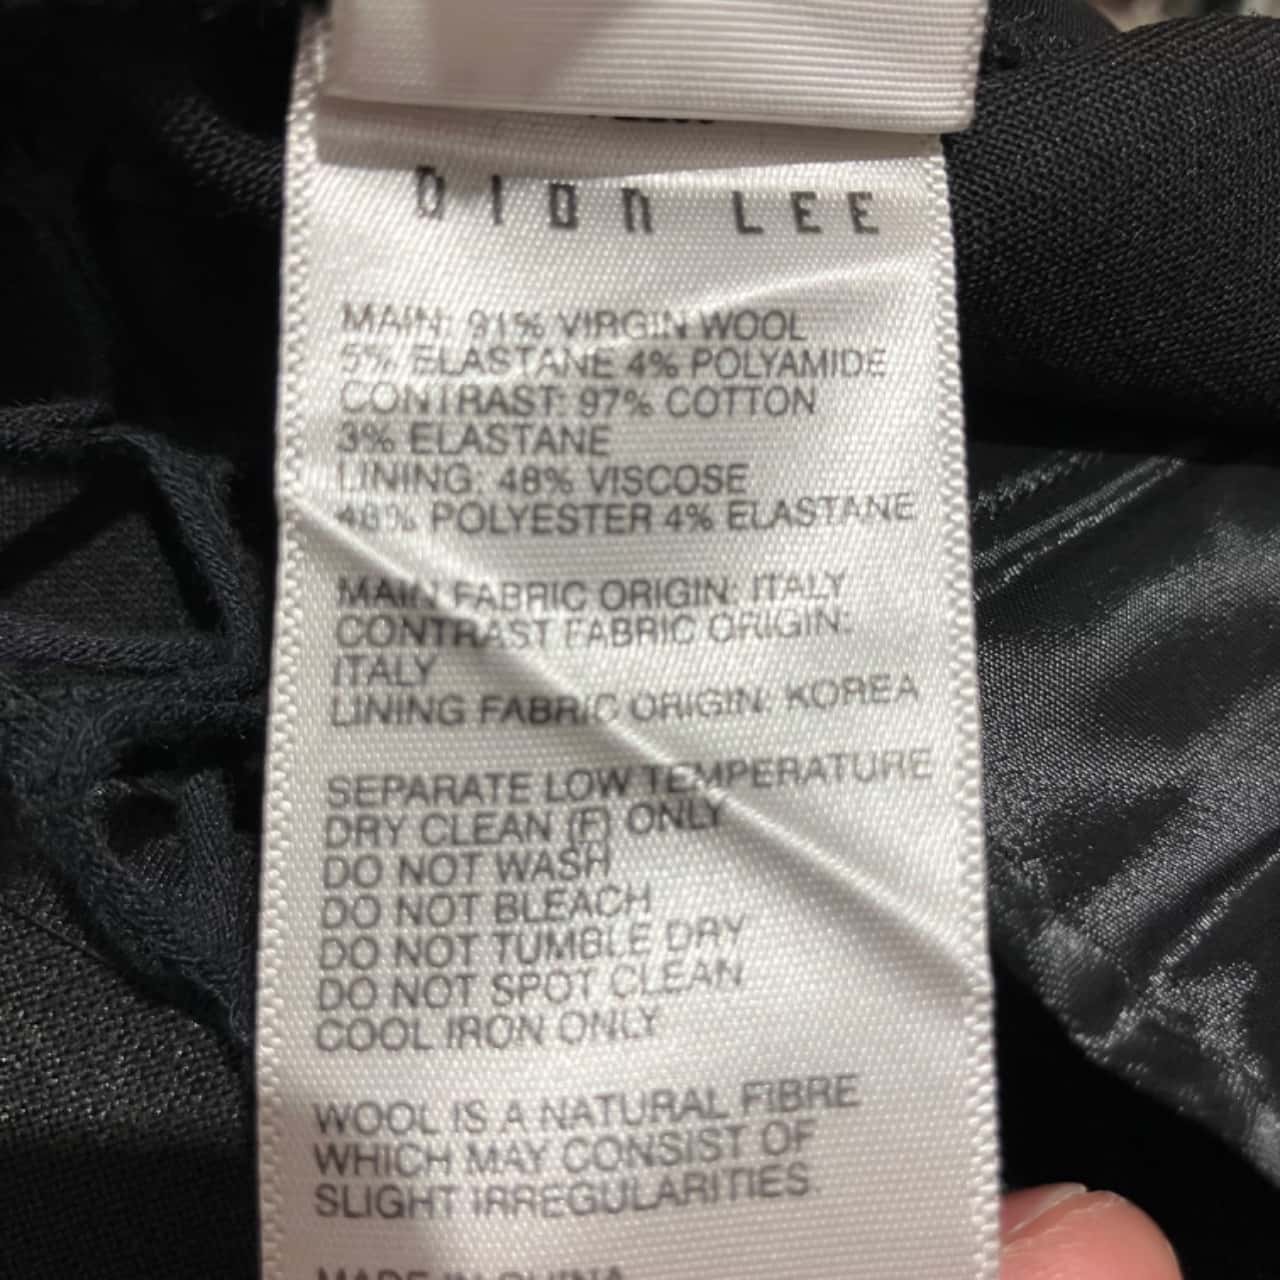 DION LEE
MAIN: 91% VIRGIN WOOL
5% ELASTANE 4% POLYAMIDE
CONTRAST: 97% COTTON
3% ELASTANE
LINING: 48% VISCOSE
48% POLYESTER 4% ELASTANE
MAIN FABRIC ORIGIN: ITALY
CONTRAST FABRIC ORIGIN:
ITALY
LINING FABRIC ORIGIN: KOREA
SEPARATE LOW TEMPERATURE
DRY CLEAN (F) ONLY
DO NOT WASH
DO NOT BLEACH
DO NOT TUMBLE DRY
DO NOT SPOT CLEAN
COOL IRON ONLY
WOOL IS A NATURAL FIBRE
WHICH MAY CONSIST OF
SLIGHT IRREGULARITIES.
MADE IN CHINA